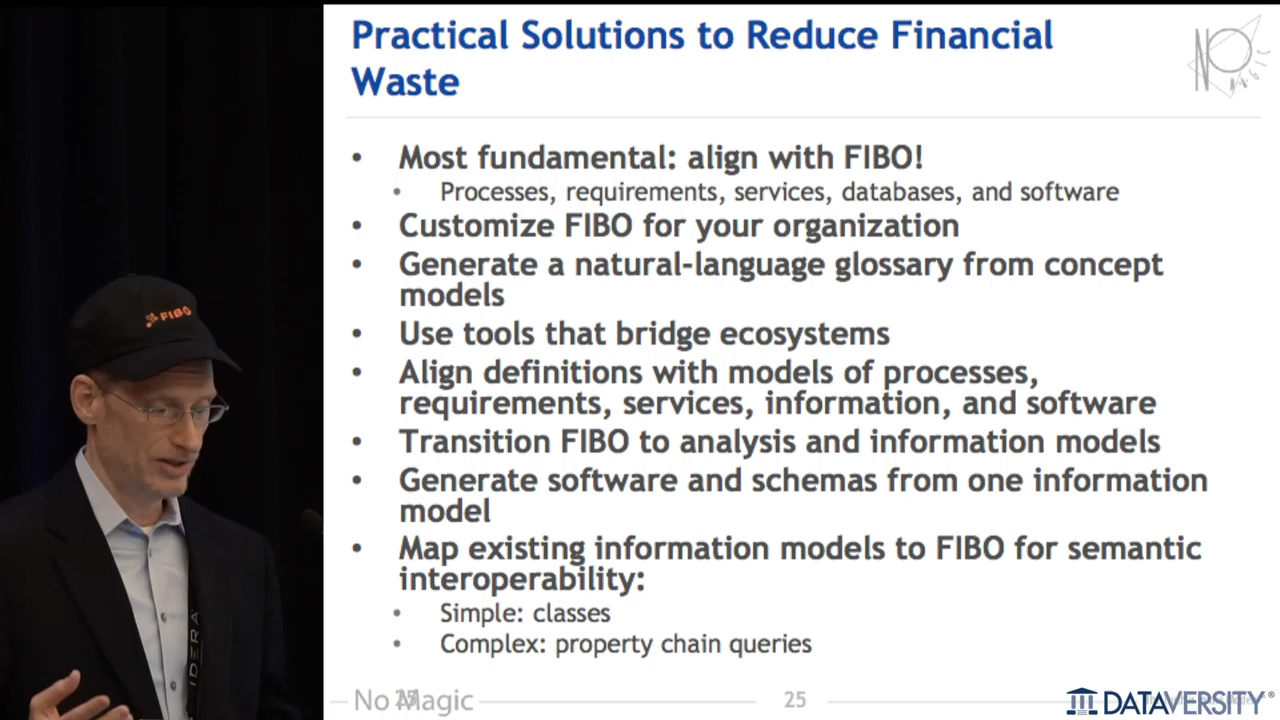 Practical Solutions to Reduce Financial
Waste
NO MAGIC
• Most fundamental: align with FIBO!
• Processes, requirements, services, databases, and software
• Customize FIBO for your organization
• Generate a natural-language glossary from concept
models
• Use tools that bridge ecosystems
• Align definitions with models of processes,
requirements, services, information, and software
• Transition FIBO to analysis and information models
• Generate software and schemas from one information
model
• Map existing information models to FIBO for semantic
interoperability:
• Simple: classes
• Complex: property chain queries
FIBO
IDERA
No Magic
25
25
DATAVERSITY®